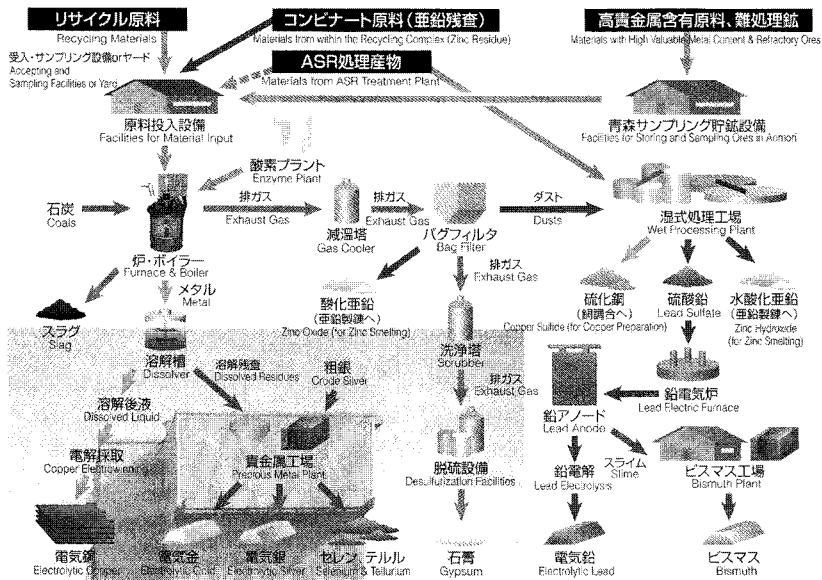 リサイクル原料
Recycling Materials
コンビナート原料(亜鉛残査)
Materials from within the Recycling Complex (Zinc Residue)
高貴金属含有原料、難処理鉱
Materials with High Valuable Metal Content & Refractory Ores
受入・サンプリング設備orヤード
Accepting and
Sampling Facilities or Yard
ASR処理産物
Materials from ASR Treatment Plant
原料投入設備
Facilities for Material Input
青森サンプリング貯鉱設備
Facilities for Storing and Sampling Ores in Aomori
酸素プラント
Enzyme Plant
石炭
Coals
排ガス
Exhaust Gas
減温塔
Gas Cooler
排ガス
Exhaust Gas
バグフィルタ
Bag Filter
ダスト
Dusts
湿式処理工場
Wet Processing Plant
炉・ボイラー
Furnace & Boiler
排ガス
Exhaust Gas
メタル
Metal
スラグ
Slag
酸化亜鉛
(亜鉛製錬へ)
Zinc Oxide (for Zinc Smelting)
硫化銅
(銅調合へ)
Copper Sulfide (for Copper Preparation)
硫酸鉛
Lead Sulfate
水酸化亜鉛
(亜鉛製錬へ)
Zinc Hydroxide
(for Zinc Smelting)
溶解槽
Dissolver
溶解残査
Dissolved Residues
粗銀
Crude Silver
洗浄塔
Scrubber
排ガス
Exhaust Gas
鉛電気炉
Lead Electric Furnace
鉛アノード
Lead Anode
溶解後液
Dissolved Liquid
電解採取
Copper Electrowinning
貴金属工場
Precious Metal Plant
脱硫設備
Desulfurization Facilities
鉛電解
Lead Electrolysis
スライム
Slime
ビスマス工場
Bismuth Plant
電気銅
Electrolytic Copper
電気金
Electrolytic Gold
電気銀
Electrolytic Silver
セレン、テルル
Selenium & Tellurium
石膏
Gypsum
電気鉛
Electrolytic Lead
ビスマス
Bismuth